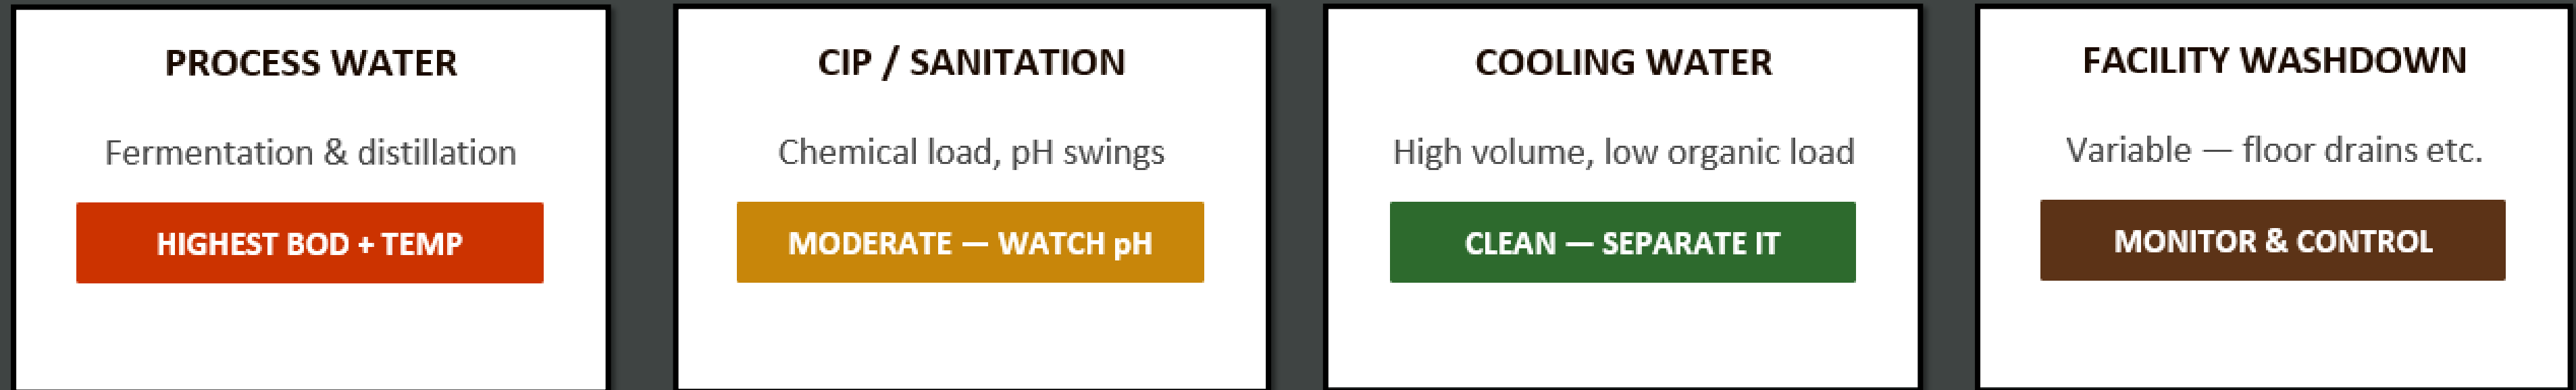 PROCESS WATER
Fermentation & distillation
HIGHEST BOD + TEMP
CIP / SANITATION
Chemical load, pH swings
MODERATE — WATCH pH
COOLING WATER
High volume, low organic load
CLEAN — SEPARATE IT
FACILITY WASHDOWN
Variable — floor drains etc.
MONITOR & CONTROL